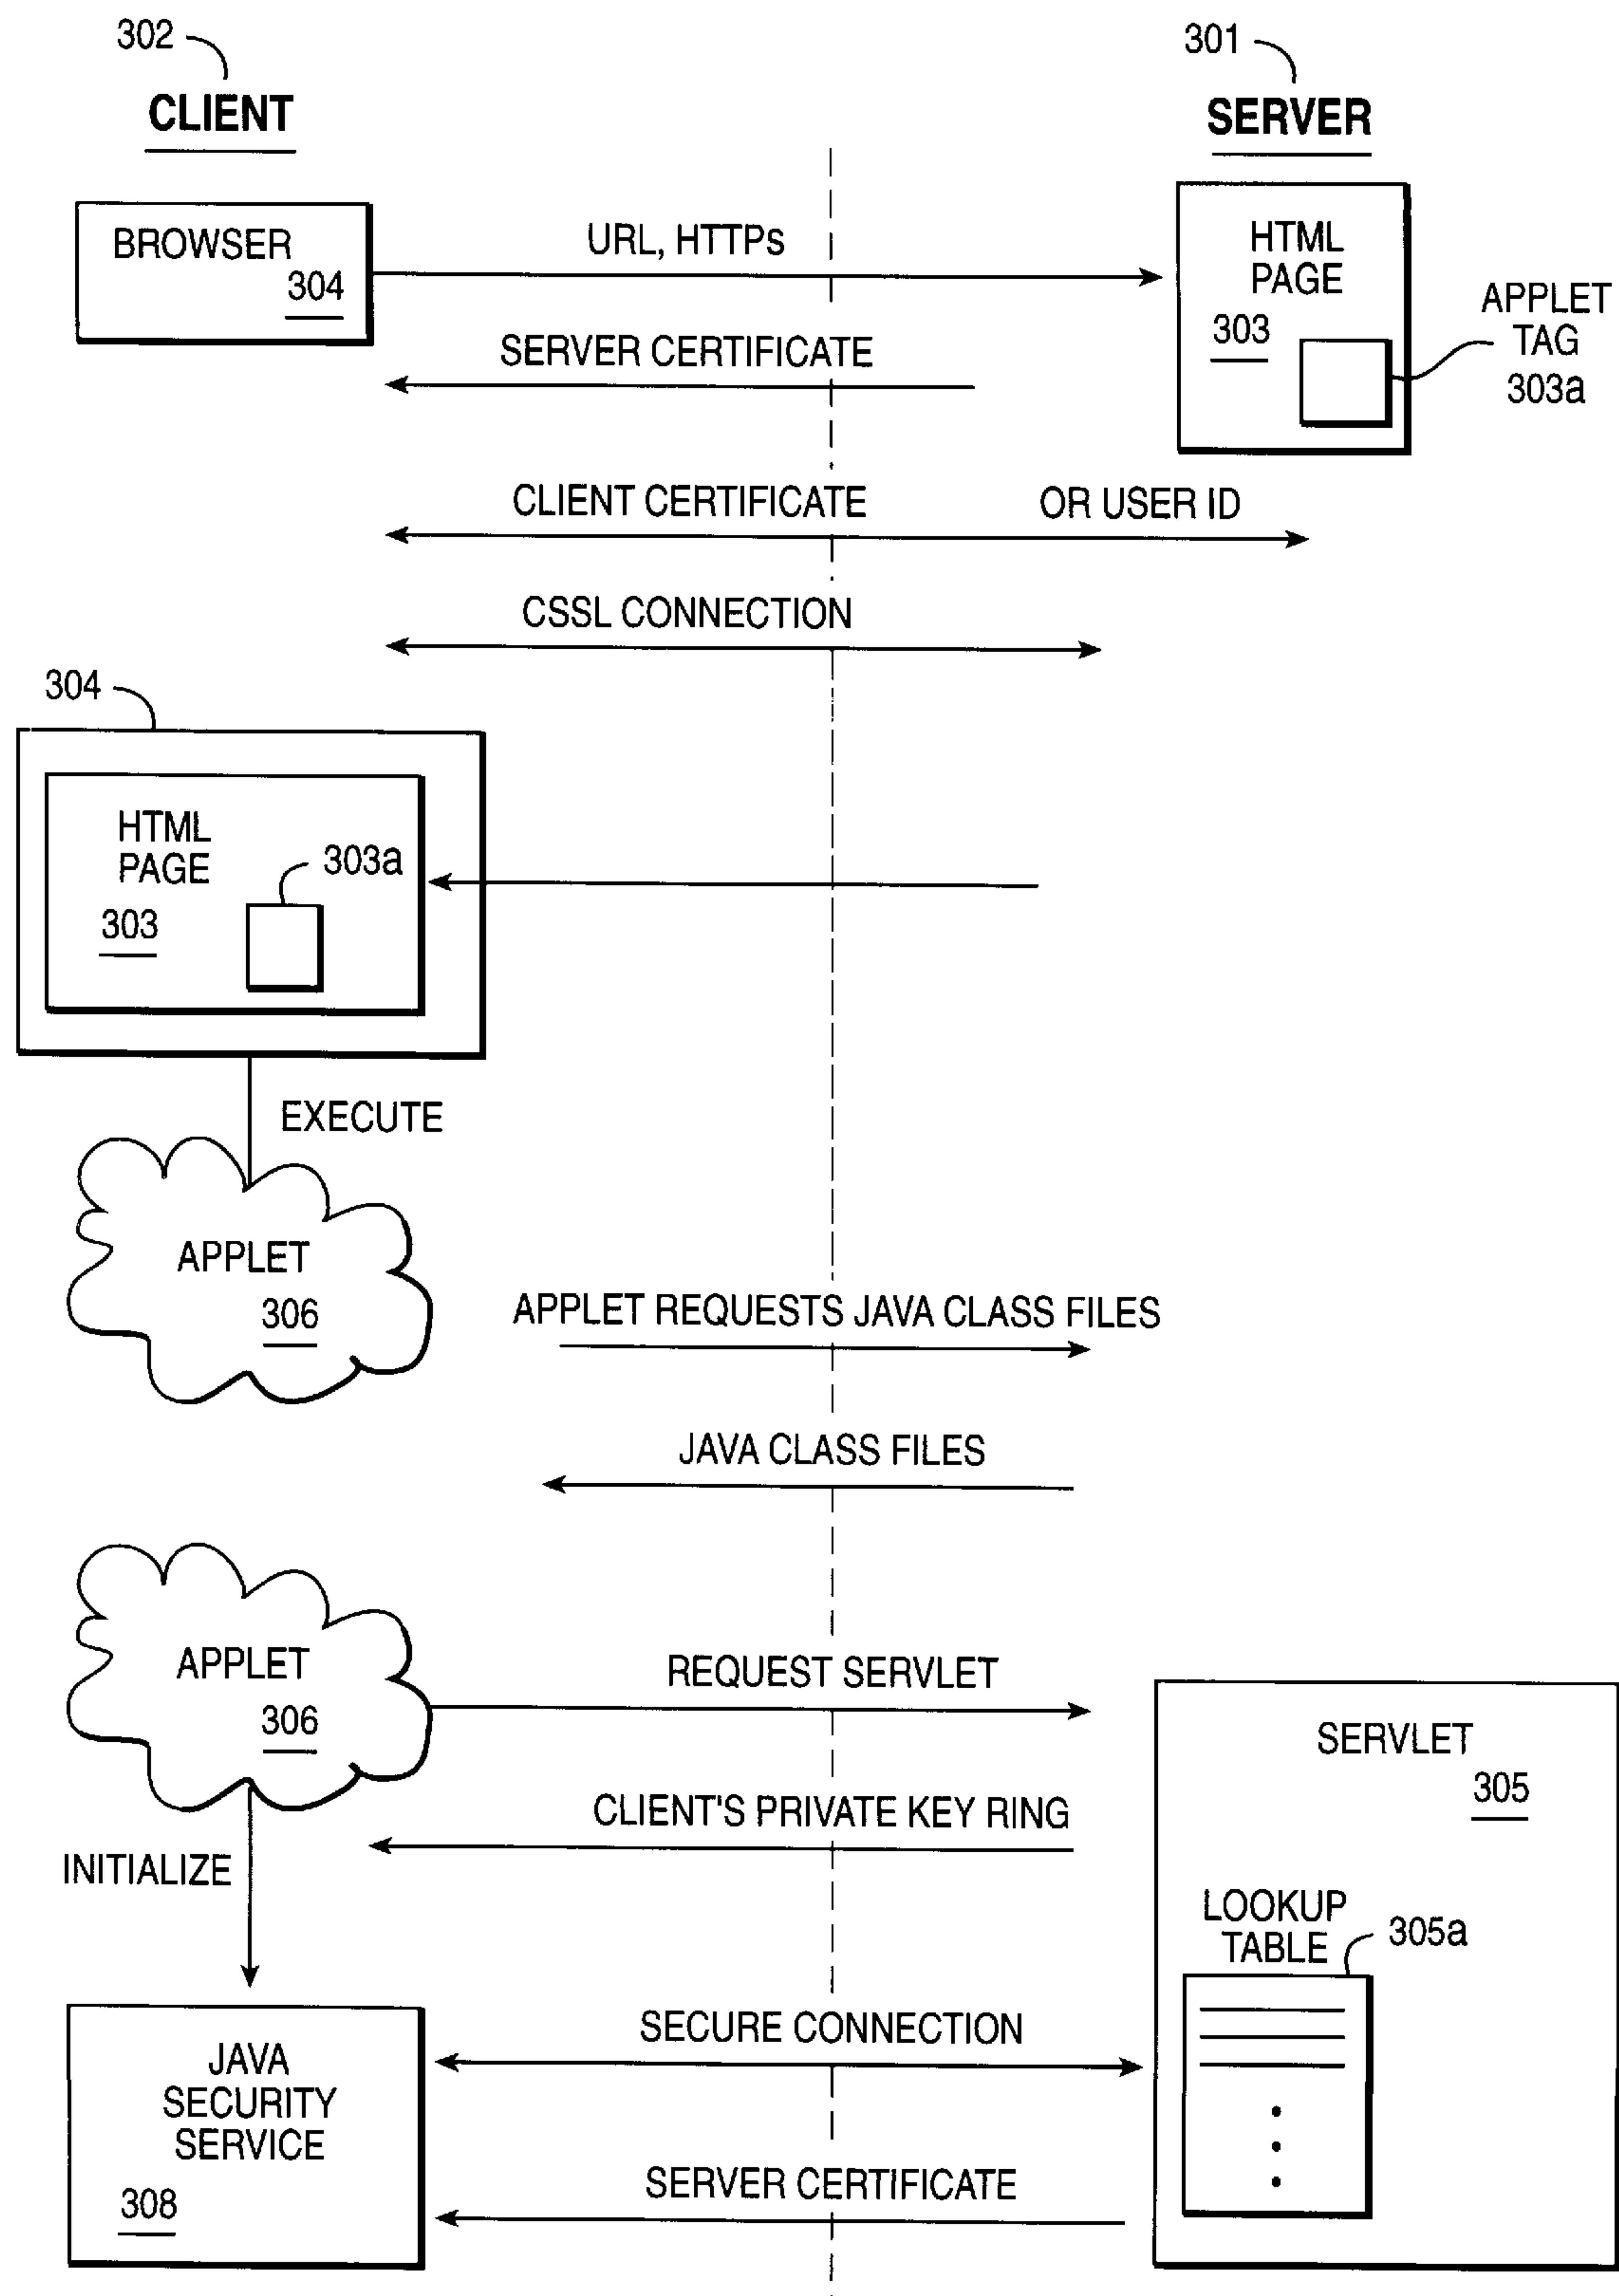 302
CLIENT
301
SERVER
BROWSER
304
URL, HTTPs
HTML
PAGE
303
APPLET
TAG
303a
SERVER CERTIFICATE
CLIENT CERTIFICATE OR USER ID
CSSL CONNECTION
304
HTML
PAGE
303
303a
EXECUTE
APPLET
306
APPLET REQUESTS JAVA CLASS FILES
JAVA CLASS FILES
APPLET
306
REQUEST SERVLET
SERVLET
305
CLIENT'S PRIVATE KEY RING
INITIALIZE
LOOKUP
TABLE
305a
SECURE CONNECTION
JAVA
SECURITY
SERVICE
308
SERVER CERTIFICATE